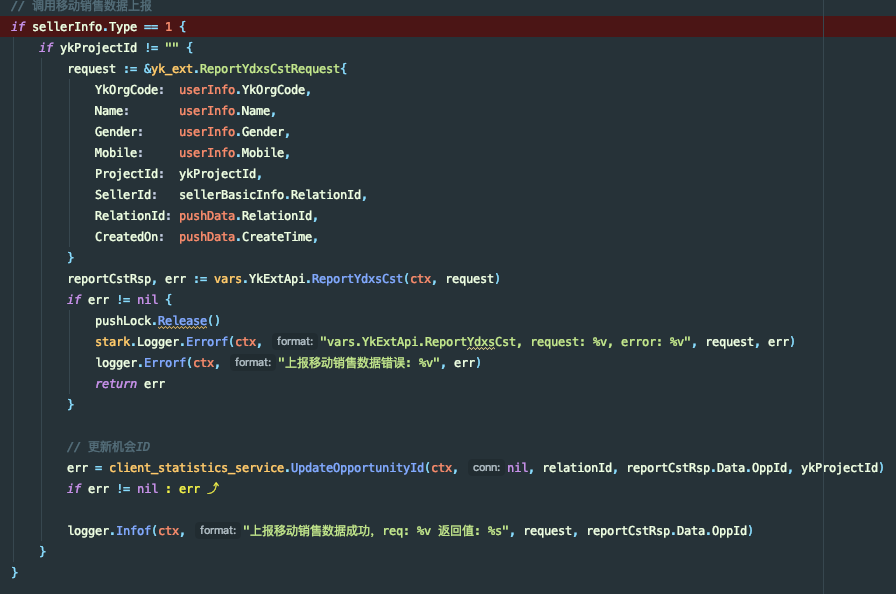 // 调用移动销售数据上报
if sellerInfo.Type == 1 {
if ykProjectId != "" {
request := &yk_ext.ReportYdxsCstRequest{
YkOrgCode: userInfo.YkOrgCode,
Name: userInfo.Name,
Gender: userInfo.Gender,
Mobile: userInfo.Mobile,
ProjectId: ykProjectId,
SellerId: sellerBasicInfo.RelationId,
RelationId: pushData.RelationId,
CreatedOn: pushData.CreateTime,
}
reportCstRsp, err := vars.YkExtApi.ReportYdxsCst(ctx, request)
if err != nil {
pushLock.Release()
stark.Logger.Errorf(ctx, format: "vars.YkExtApi.ReportYdxsCst, request: %v, error: %v", request, err)
logger.Errorf(ctx, format: "上报移动销售数据错误: %v", err)
return err
}
// 更新机会ID
err = client_statistics_service.UpdateOpportunityId(ctx, conn: nil, relationId, reportCstRsp.Data.OppId, ykProjectId)
if err != nil : err ⤴
logger.Infof(ctx, format: "上报移动销售数据成功, req: %v 返回值: %s", request, reportCstRsp.Data.OppId)
}
}